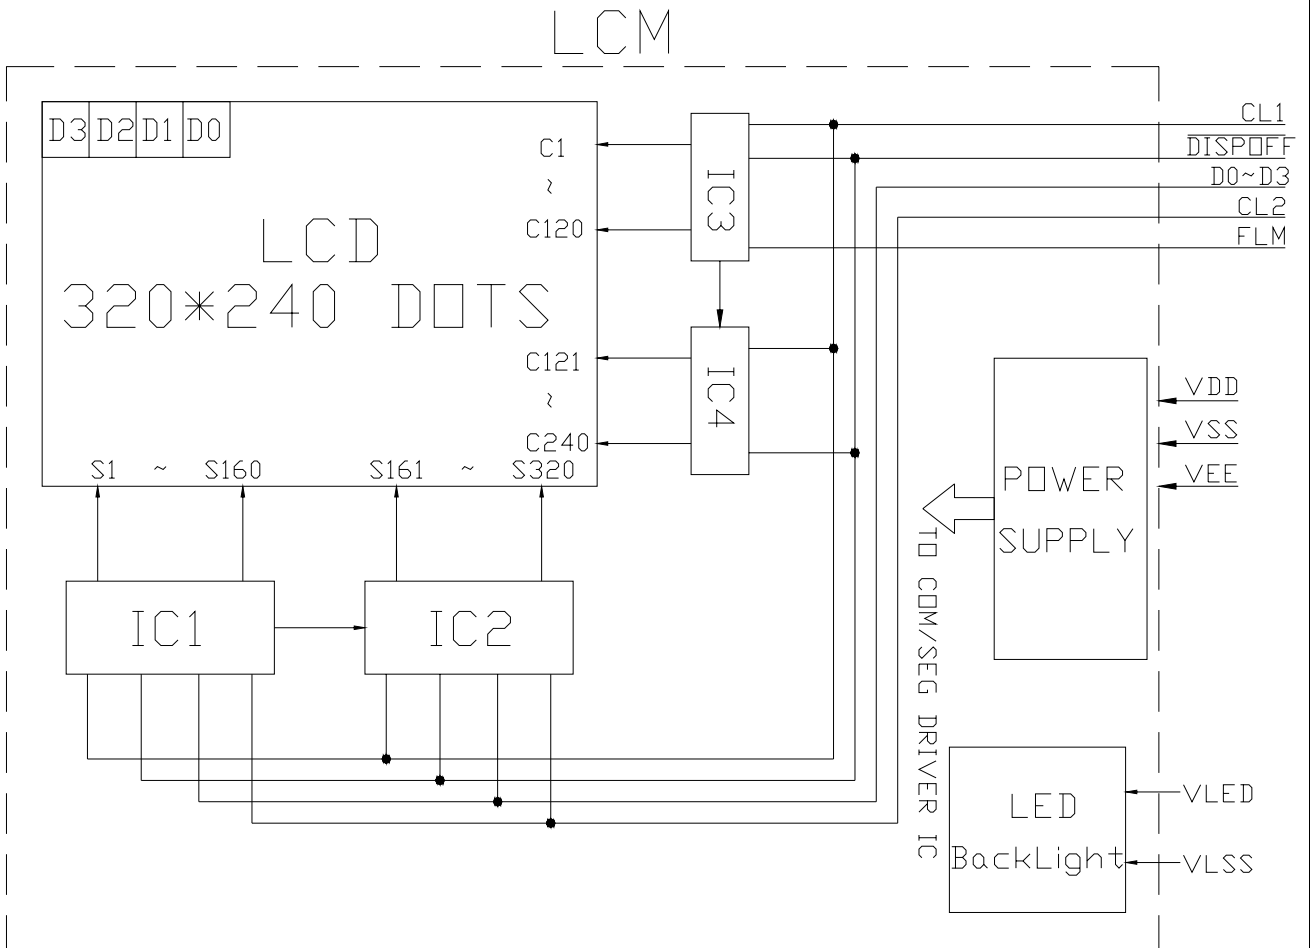 LCM
D3 D2 D1 D0
C1
~
C120
LCD
320*240 DOTS
C121
~
C240
S1 ~ S160 S161 ~ S320
IC3
IC4
IC1
IC2
CL1
DISPOFF
D0~D3
CL2
FLM
VDD
VSS
VEE
POWER
SUPPLY
TO COM/SEG DRIVER IC
LED
BackLight
VLED
VLSS